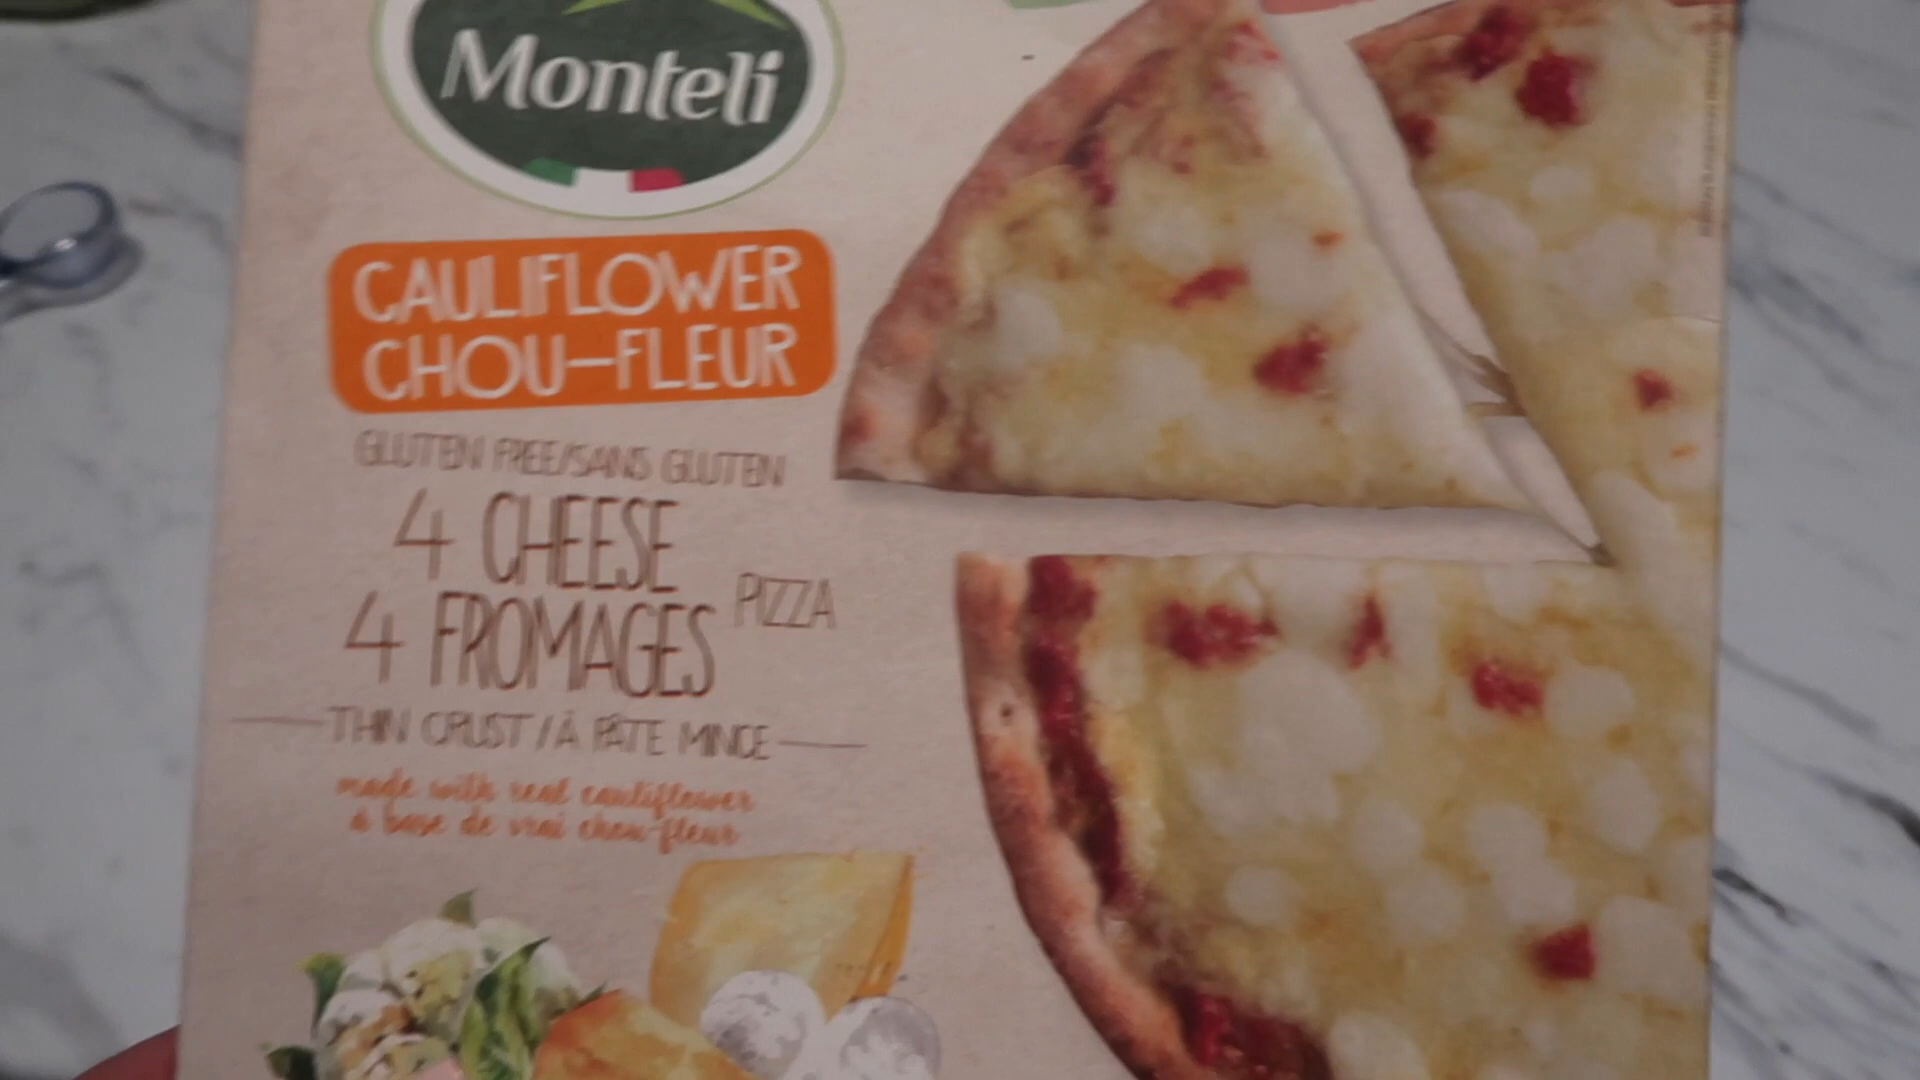 Monteli
CAULIFLOWER
CHOU-FLEUR
GLUTEN FREE/SANS GLUTEN
4 CHEESE
4 FROMAGES
PIZZA
THIN CRUST / À PÂTE MINCE
made with real cauliflower
à base de vrai chou-fleur